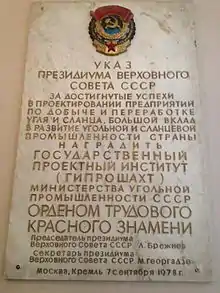 УКАЗ
ПРЕЗИДИУМА ВЕРХОВНОГО
СОВЕТА СССР
ЗА ДОСТИГНУТЫЕ УСПЕХИ
В ПРОЕКТИРОВАНИИ ПРЕДПРИЯТИЙ
ПО ДОБЫЧЕ И ПЕРЕРАБОТКЕ
УГЛЯ И СЛАНЦА, БОЛЬШОЙ ВКЛАД
В РАЗВИТИЕ УГОЛЬНОЙ И СЛАНЦЕВОЙ
ПРОМЫШЛЕННОСТИ СТРАНЫ
НАГРАДИТЬ
ГОСУДАРСТВЕННЫЙ
ПРОЕКТНЫЙ ИНСТИТУТ
(ГИПРОШАХТ)
МИНИСТЕРСТВА УГОЛЬНОЙ
ПРОМЫШЛЕННОСТИ СССР
ОРДЕНОМ ТРУДОВОГО
КРАСНОГО ЗНАМЕНИ
Председатель президиума
Верховного Совета СССР Л. Брежнев
Секретарь президиума
Верховного Совета СССР М. Георгадзе
Москва, Кремль 7 сентября 1978 г.